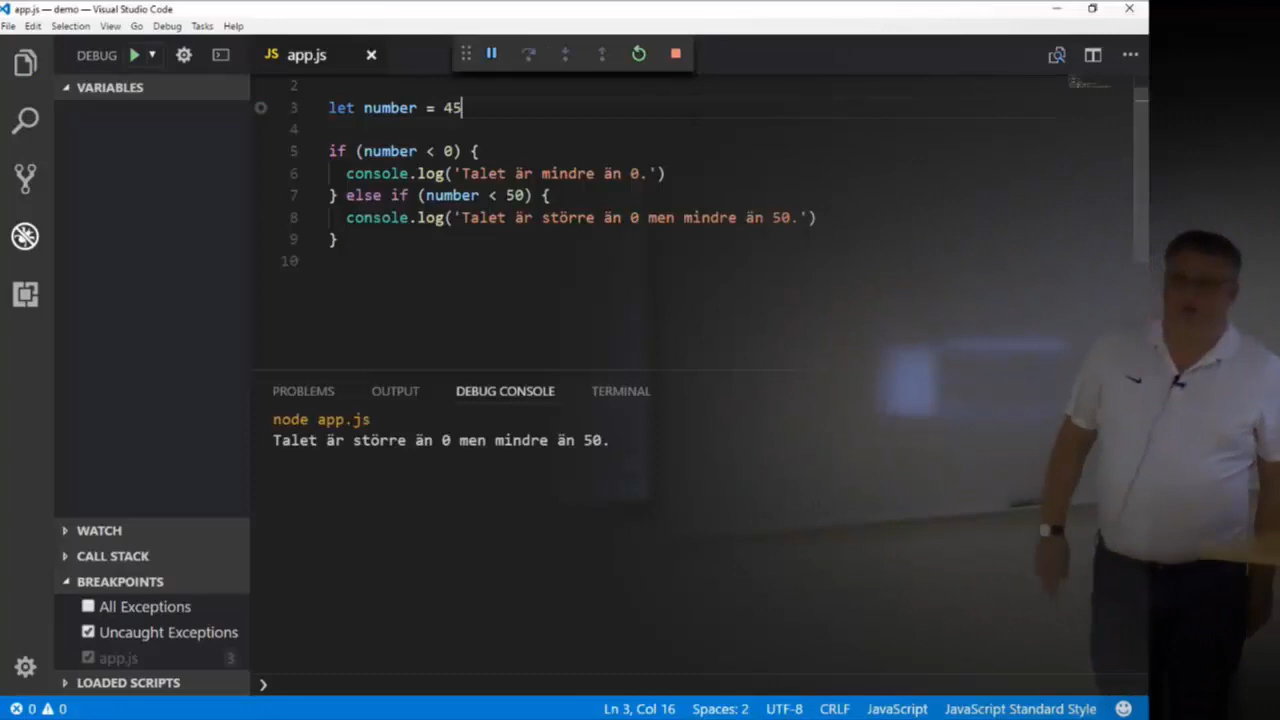 app.js — demo — Visual Studio Code
File Edit Selection View Go Debug Tasks Help
DEBUG
JS app.js
VARIABLES
2
3 let number = 45
4
5 if (number < 0) {
6 console.log('Talet är mindre än 0.')
7 } else if (number < 50) {
8 console.log('Talet är större än 0 men mindre än 50.')
9 }
10
PROBLEMS OUTPUT DEBUG CONSOLE TERMINAL
node app.js
Talet är större än 0 men mindre än 50.
WATCH
CALL STACK
BREAKPOINTS
All Exceptions
Uncaught Exceptions
app.js 3
LOADED SCRIPTS
0 0 Ln 3, Col 16 Spaces: 2 UTF-8 CRLF JavaScript JavaScript Standard Style